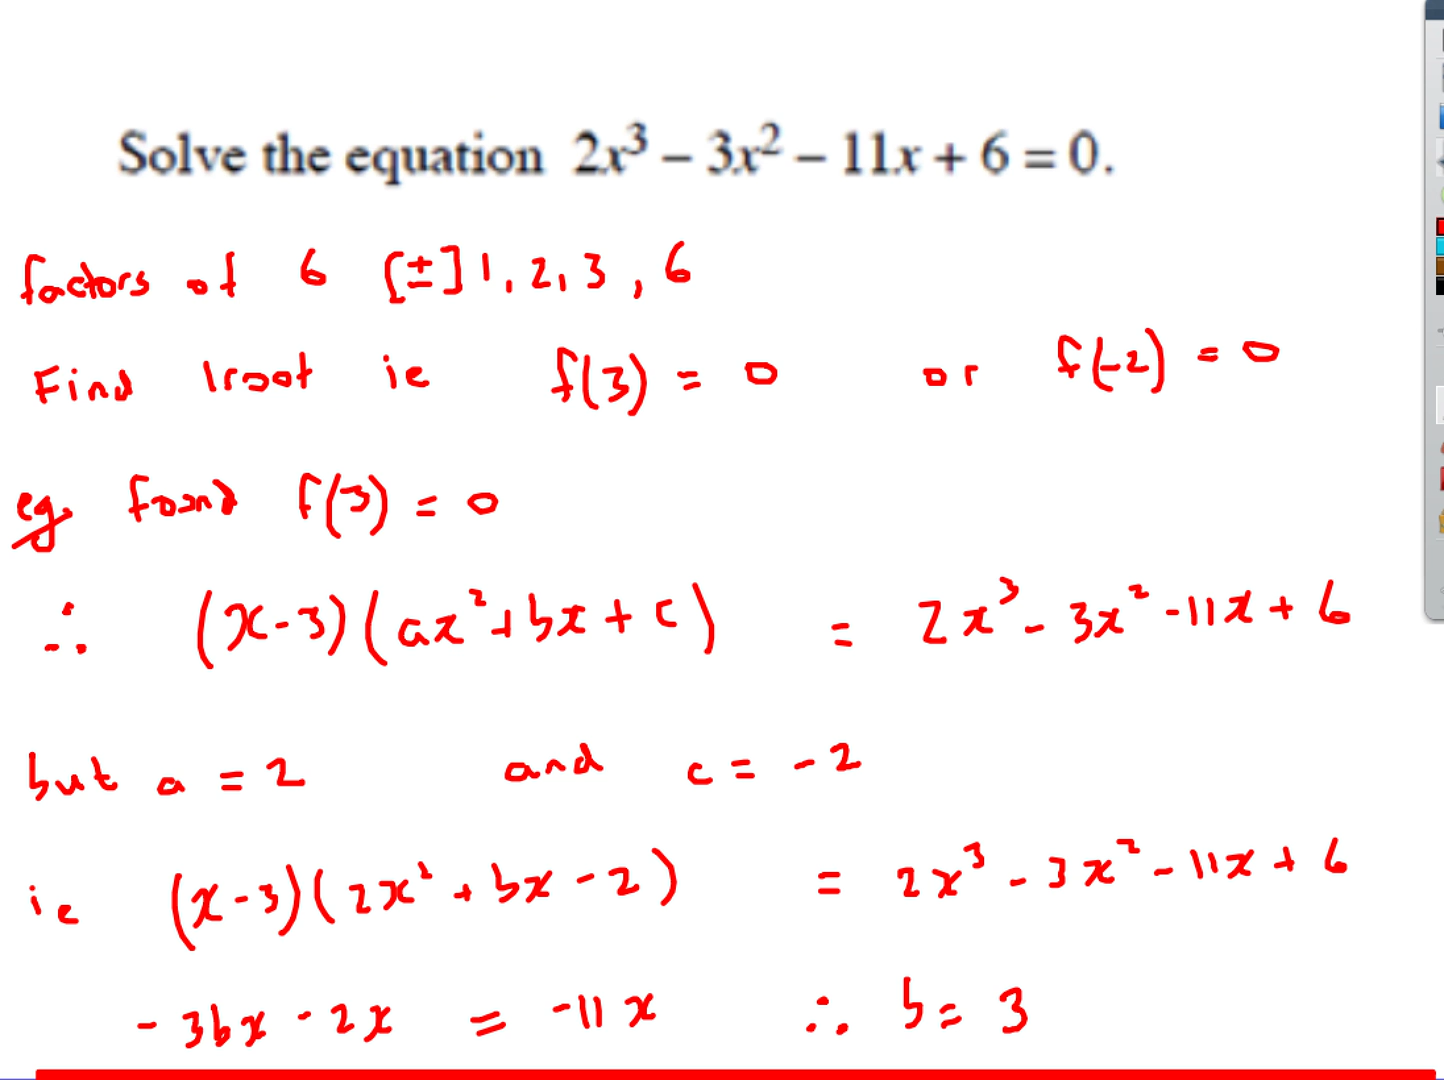 Solve the equation 2x³ – 3x² – 11x + 6 = 0.
factors of 6 [±] 1, 2, 3, 6
Find 1 root ie f(3) = 0 or f(-2) = 0
eg. found f(3) = 0
∴ (x-3)(ax²+bx+c) = 2x³ - 3x² - 11x + 6
but a = 2 and c = -2
ie (x-3)(2x²+bx-2) = 2x³ - 3x² - 11x + 6
-3bx - 2x = -11x ∴ b = 3